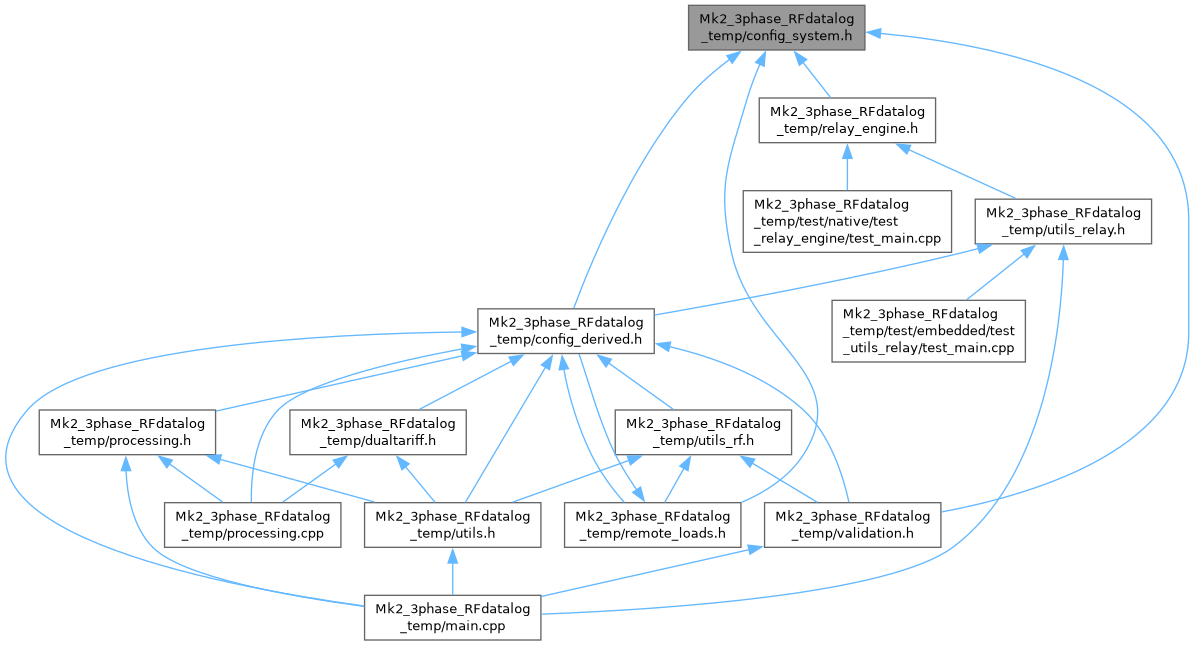 Mk2_3phase_RFdatalog
_temp/config_system.h
Mk2_3phase_RFdatalog
_temp/relay_engine.h
Mk2_3phase_RFdatalog
_temp/test/native/test
_relay_engine/test_main.cpp
Mk2_3phase_RFdatalog
_temp/utils_relay.h
Mk2_3phase_RFdatalog
_temp/config_derived.h
Mk2_3phase_RFdatalog
_temp/test/embedded/test
_utils_relay/test_main.cpp
Mk2_3phase_RFdatalog
_temp/processing.h
Mk2_3phase_RFdatalog
_temp/dualtariff.h
Mk2_3phase_RFdatalog
_temp/utils_rf.h
Mk2_3phase_RFdatalog
_temp/processing.cpp
Mk2_3phase_RFdatalog
_temp/utils.h
Mk2_3phase_RFdatalog
_temp/remote_loads.h
Mk2_3phase_RFdatalog
_temp/validation.h
Mk2_3phase_RFdatalog
_temp/main.cpp